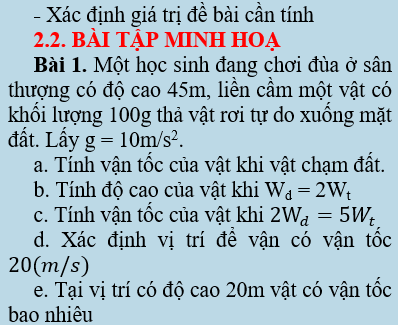 - Xác định giá trị đề bài cần tính
2.2. BÀI TẬP MINH HOẠ
Bài 1. Một học sinh đang chơi đùa ở sân
thượng có độ cao 45m, liền cầm một vật có
khối lượng 100g thả vật rơi tự do xuống mặt
đất. Lấy g = 10m/s².
a. Tính vận tốc của vật khi vật chạm đất.
b. Tính độ cao của vật khi W_d = 2W_t
c. Tính vận tốc của vật khi 2W_d = 5W_t
d. Xác định vị trí để vận có vận tốc
20(m/s)
e. Tại vị trí có độ cao 20m vật có vận tốc
bao nhiêu